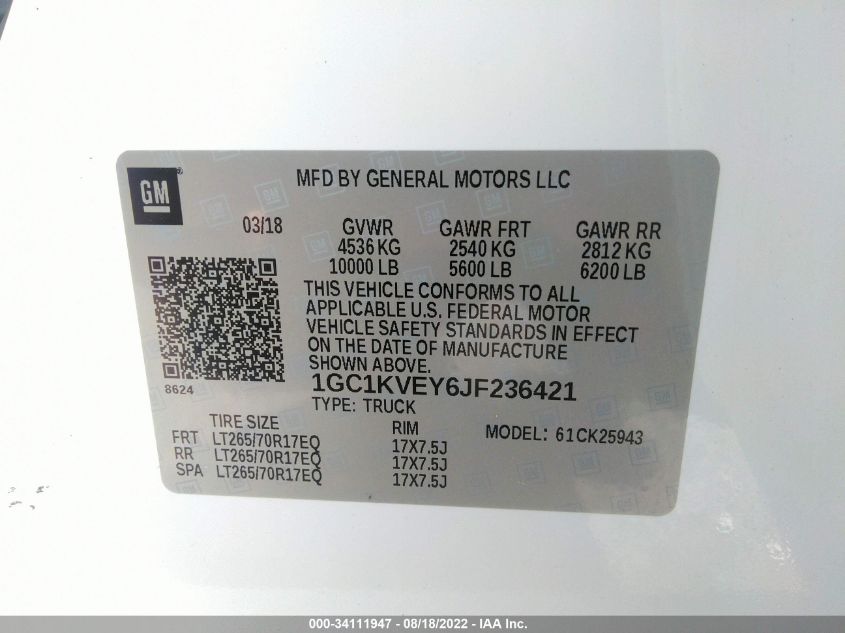 GM®
MFD BY GENERAL MOTORS LLC
03/18 GVWR GAWR FRT GAWR RR
4536 KG 2540 KG 2812 KG
10000 LB 5600 LB 6200 LB
THIS VEHICLE CONFORMS TO ALL
APPLICABLE U.S. FEDERAL MOTOR
VEHICLE SAFETY STANDARDS IN EFFECT
ON THE DATE OF MANUFACTURE
SHOWN ABOVE.
8624
1GC1KVEY6JF236421
TYPE: TRUCK
TIRE SIZE RIM MODEL: 61CK25943
FRT LT265/70R17EQ 17X7.5J
RR LT265/70R17EQ 17X7.5J
SPA LT265/70R17EQ 17X7.5J
000-34111947 - 08/18/2022 - IAA Inc.